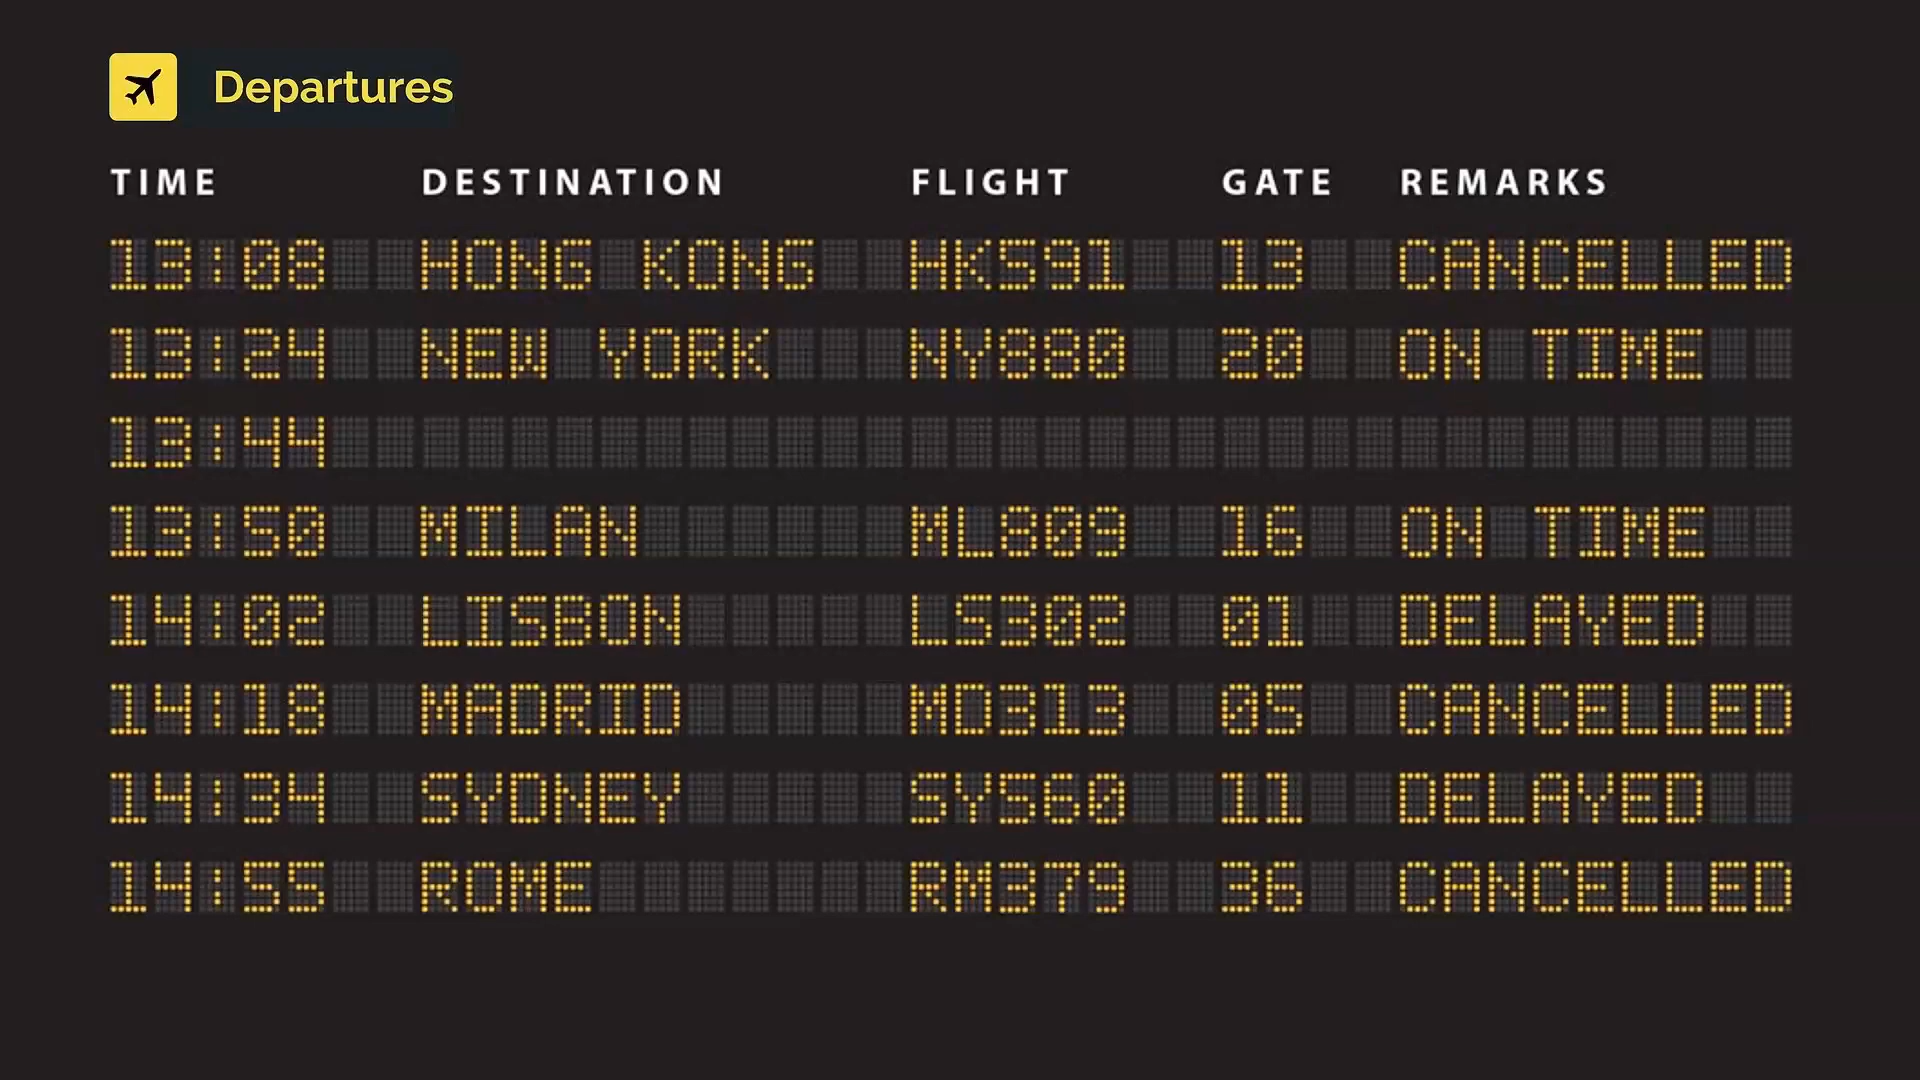 Departures
TIME DESTINATION FLIGHT GATE REMARKS
13:08 HONG KONG HK591 13 CANCELLED
13:24 NEW YORK NY880 20 ON TIME
13:44
13:50 MILAN ML809 16 ON TIME
14:02 LISBON LS302 01 DELAYED
14:18 MADRID MD313 05 CANCELLED
14:34 SYDNEY SY560 11 DELAYED
14:55 ROME RM379 36 CANCELLED